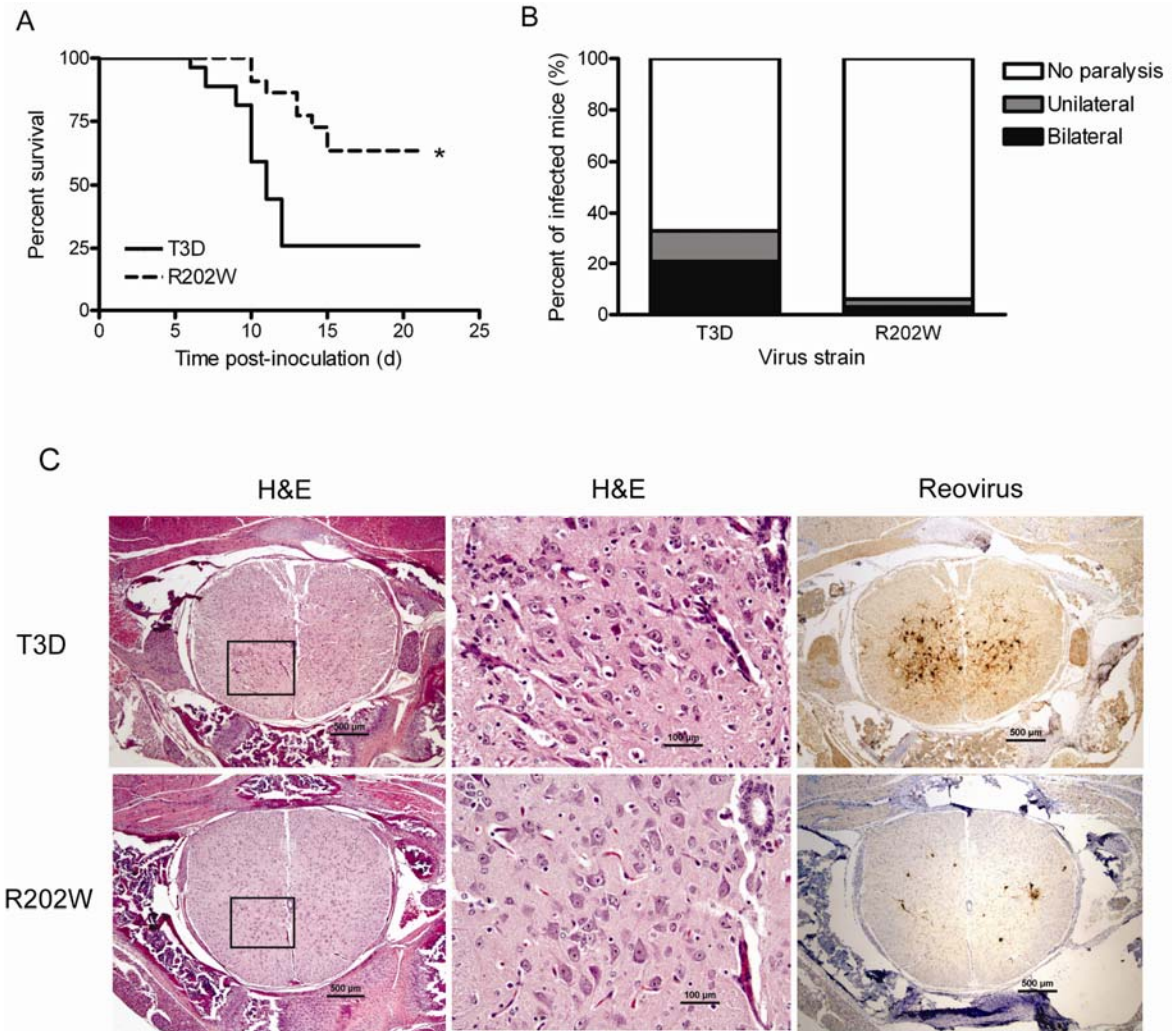 A
100
75
50
25
0
Percent survival
T3D
R202W
*
0 5 10 15 20 25
Time post-inoculation (d)
B
100
80
60
40
20
0
Percent of infected mice (%)
T3D R202W
Virus strain
No paralysis
Unilateral
Bilateral
C
H&E H&E Reovirus
T3D
500 µm 100 µm 500 µm
R202W
500 µm 100 µm 500 µm